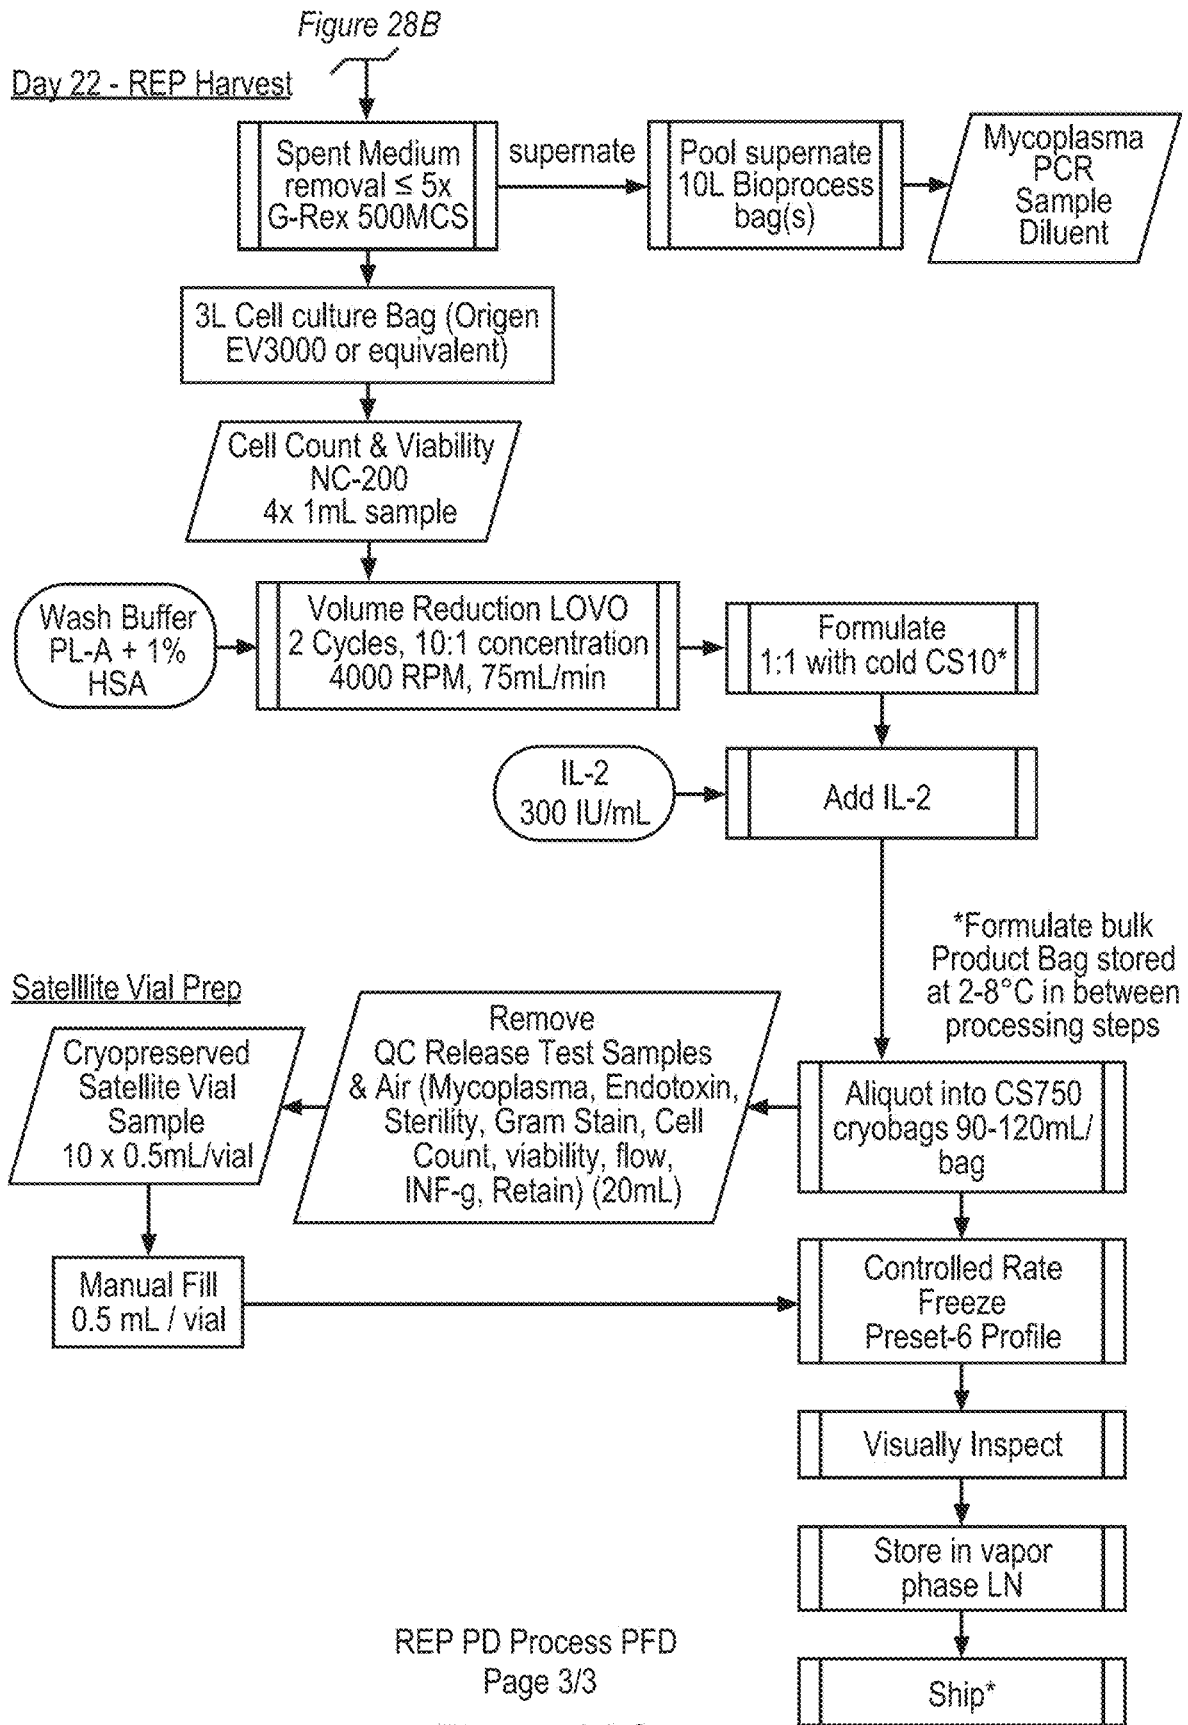 Figure 28B
Day 22 - REP Harvest
Spent Medium
removal ≤ 5x
G-Rex 500MCS
supernate
Pool supernate
10L Bioprocess
bag(s)
Mycoplasma
PCR
Sample
Diluent
3L Cell culture Bag (Origen
EV3000 or equivalent)
Cell Count & Viability
NC-200
4x 1mL sample
Wash Buffer
PL-A + 1%
HSA
Volume Reduction LOVO
2 Cycles, 10:1 concentration
4000 RPM, 75mL/min
Formulate
1:1 with cold CS10*
IL-2
300 IU/mL
Add IL-2
*Formulate bulk
Product Bag stored
at 2-8°C in between
processing steps
Satelllite Vial Prep
Cryopreserved
Satellite Vial
Sample
10 x 0.5mL/vial
Remove
QC Release Test Samples
& Air (Mycoplasma, Endotoxin,
Sterility, Gram Stain, Cell
Count, viability, flow,
INF-g, Retain) (20mL)
Aliquot into CS750
cryobags 90-120mL/
bag
Manual Fill
0.5 mL / vial
Controlled Rate
Freeze
Preset-6 Profile
Visually Inspect
Store in vapor
phase LN
Ship*
REP PD Process PFD
Page 3/3